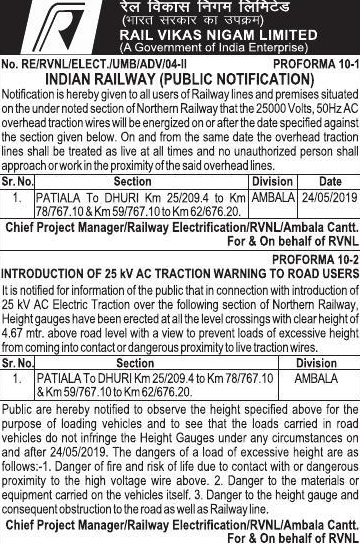 रेल विकास निगम लिमिटेड
(भारत सरकार का उपक्रम)
RAIL VIKAS NIGAM LIMITED
(A Government of India Enterprise)
No. RE/RVNL/ELECT./UMB/ADV/04-II PROFORMA 10-1
INDIAN RAILWAY (PUBLIC NOTIFICATION)
Notification is hereby given to all users of Railway lines and premises situated
on the under noted section of Northern Railway that the 25000 Volts, 50Hz AC
overhead traction wires will be energized on or after the date specified against
the section given below. On and from the same date the overhead traction
lines shall be treated as live at all times and no unauthorized person shall
approach or work in the proximity of the said overhead lines.
Sr. No. Section Division Date
1. PATIALA To DHURI Km 25/209.4 to Km AMBALA 24/05/2019
78/767.10 & Km 59/767.10 to Km 62/676.20.
Chief Project Manager/Railway Electrification/RVNL/Ambala Cantt.
For & On behalf of RVNL
PROFORMA 10-2
INTRODUCTION OF 25 kV AC TRACTION WARNING TO ROAD USERS
It is notified for information of the public that in connection with introduction of
25 kV AC Electric Traction over the following section of Northern Railway,
Height gauges have been erected at all the level crossings with clear height of
4.67 mtr. above road level with a view to prevent loads of excessive height
from coming into contact or dangerous proximity to live traction wires.
Sr. No. Section Division
1. PATIALA To DHURI Km 25/209.4 to Km 78/767.10 AMBALA
& Km 59/767.10 to Km 62/676.20.
Public are hereby notified to observe the height specified above for the
purpose of loading vehicles and to see that the loads carried in road
vehicles do not infringe the Height Gauges under any circumstances on
and after 24/05/2019. The dangers of a load of excessive height are as
follows:-1. Danger of fire and risk of life due to contact with or dangerous
proximity to the high voltage wire above. 2. Danger to the materials or
equipment carried on the vehicles itself. 3. Danger to the height gauge and
consequent obstruction to the road as well as Railway line.
Chief Project Manager/Railway Electrification/RVNL/Ambala Cantt.
For & On behalf of RVNL